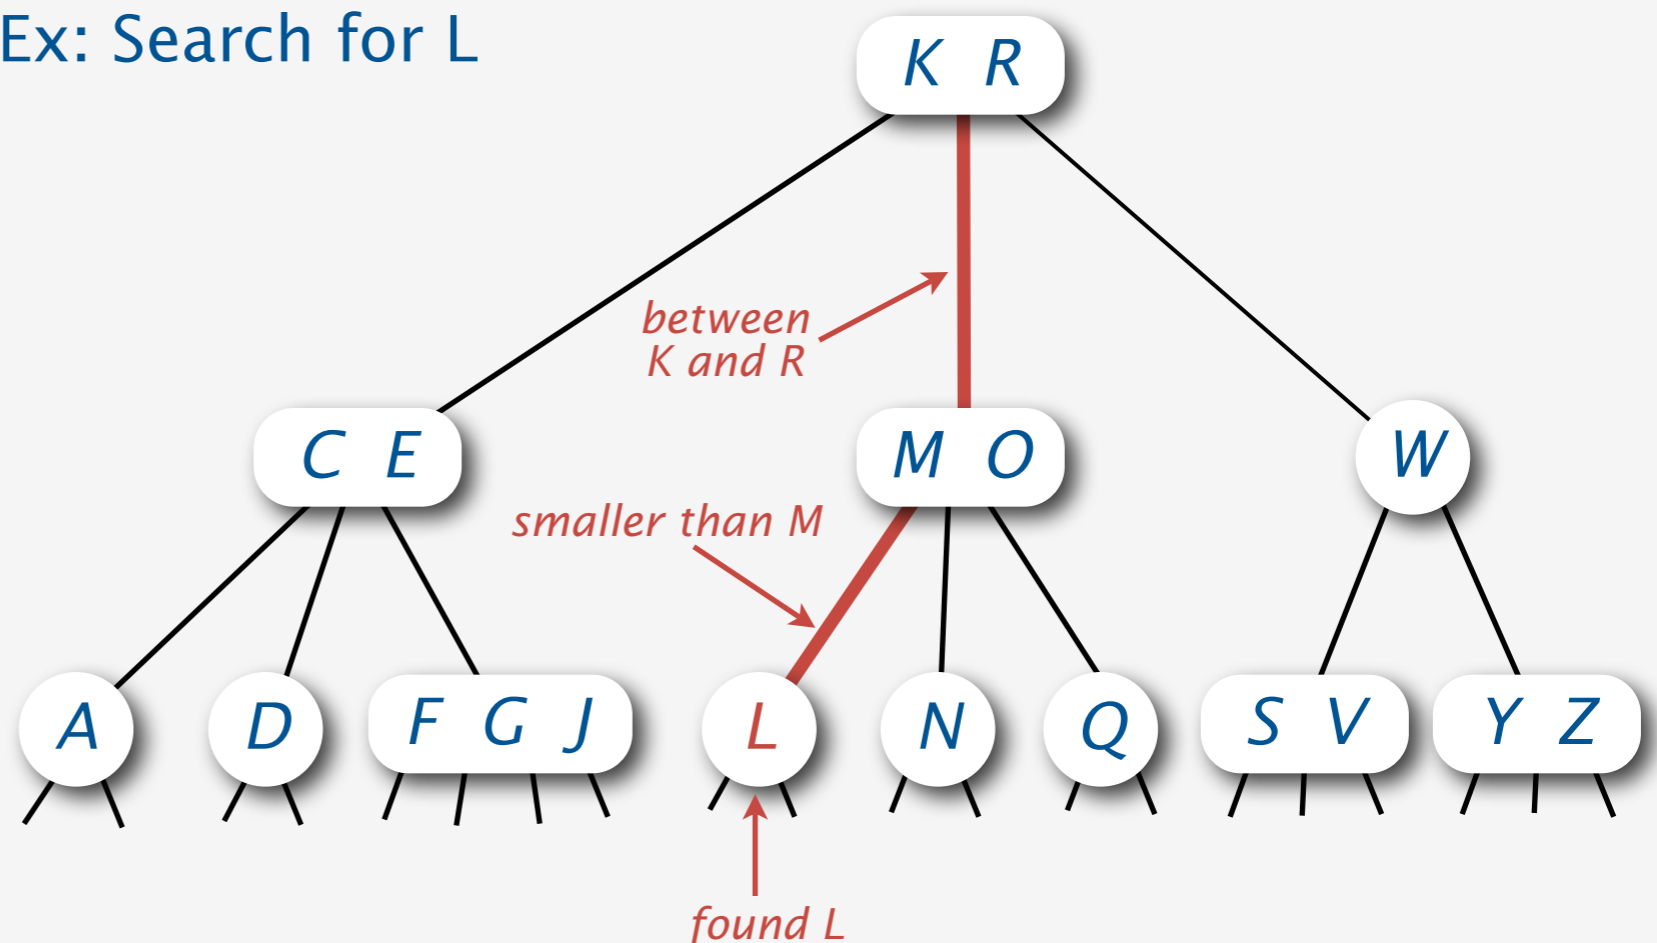 Ex: Search for L
K R
between
K and R
C E
M O
W
smaller than M
A
D
F G J
L
N
Q
S V
Y Z
found L